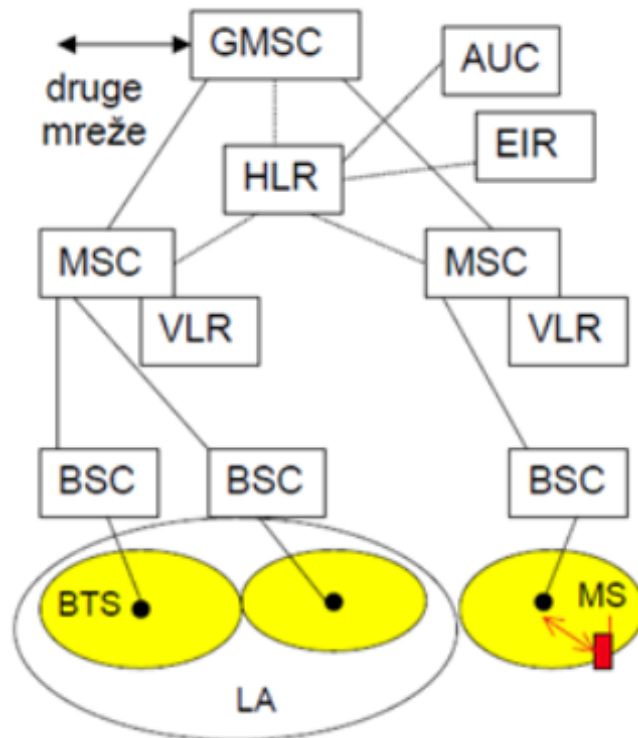 GMSC
AUC
druge
mreže
EIR
HLR
MSC
MSC
VLR
VLR
BSC
BSC
BSC
BTS
MS
LA